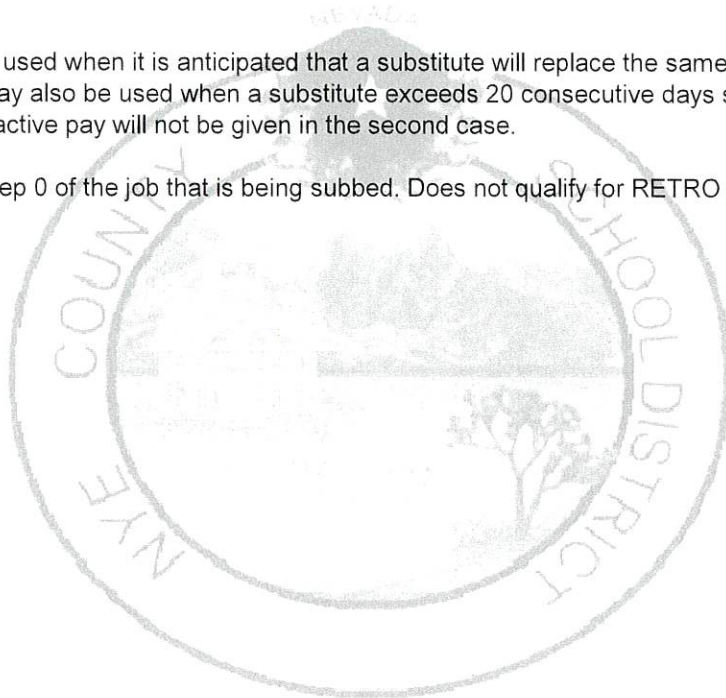 NEVADA
used when it is anticipated that a substitute will replace the same
ay also be used when a substitute exceeds 20 consecutive days s
active pay will not be given in the second case.
ep 0 of the job that is being subbed. Does not qualify for RETRO
NYE COUNTY SCHOOL DISTRICT